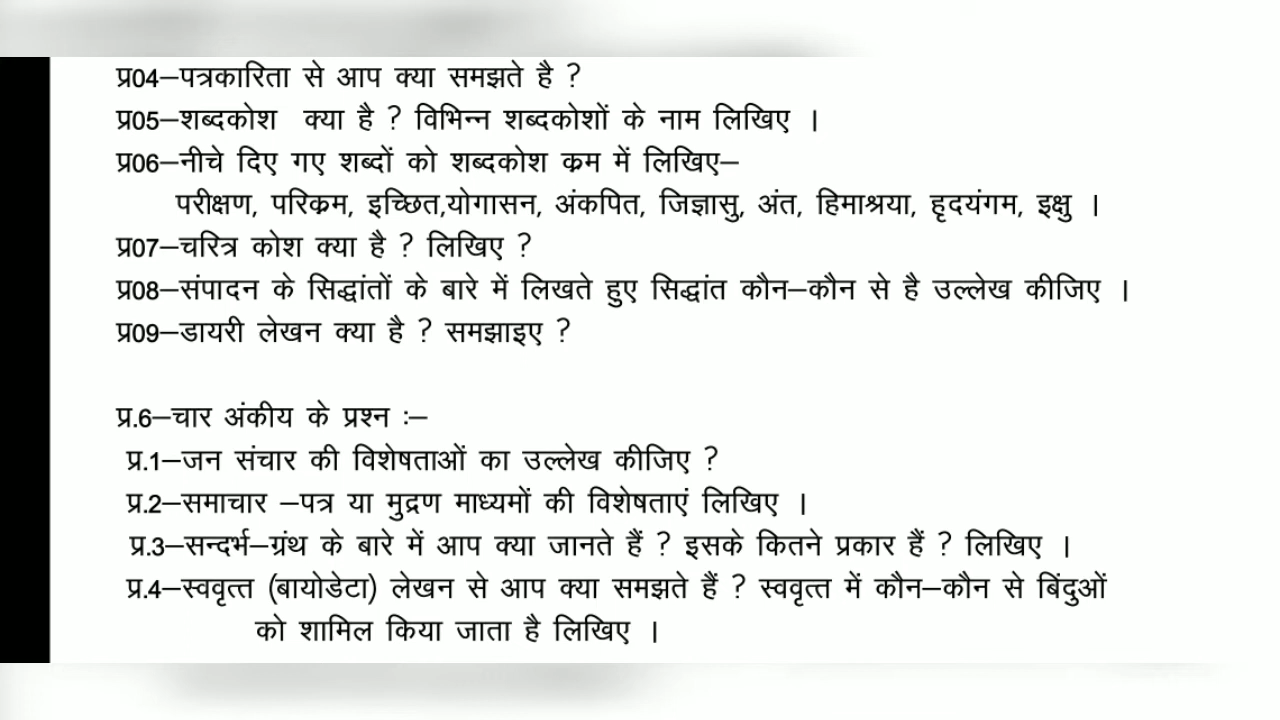 प्र04–पत्रकारिता से आप क्या समझते है ?
प्र05–शब्दकोश क्या है ? विभिन्न शब्दकोशों के नाम लिखिए ।
प्र06–नीचे दिए गए शब्दों को शब्दकोश क्रम में लिखिए–
परीक्षण, परिक्रम, इच्छित,योगासन, अंकपित, जिज्ञासु, अंत, हिमाश्रया, हृदयंगम, इक्षु ।
प्र07–चरित्र कोश क्या है ? लिखिए ?
प्र08–संपादन के सिद्धांतों के बारे में लिखते हुए सिद्धांत कौन–कौन से है उल्लेख कीजिए ।
प्र09–डायरी लेखन क्या है ? समझाइए ?
प्र.6–चार अंकीय के प्रश्न :–
प्र.1–जन संचार की विशेषताओं का उल्लेख कीजिए ?
प्र.2–समाचार –पत्र या मुद्रण माध्यमों की विशेषताएं लिखिए ।
प्र.3–सन्दर्भ–ग्रंथ के बारे में आप क्या जानते हैं ? इसके कितने प्रकार हैं ? लिखिए ।
प्र.4–स्ववृत्त (बायोडेटा) लेखन से आप क्या समझते हैं ? स्ववृत्त में कौन–कौन से बिंदुओं
को शामिल किया जाता है लिखिए ।